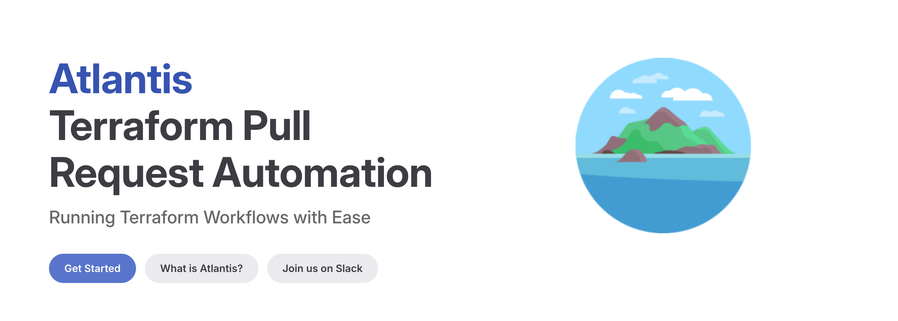 Atlantis
Terraform Pull
Request Automation
Running Terraform Workflows with Ease
Get Started
What is Atlantis?
Join us on Slack